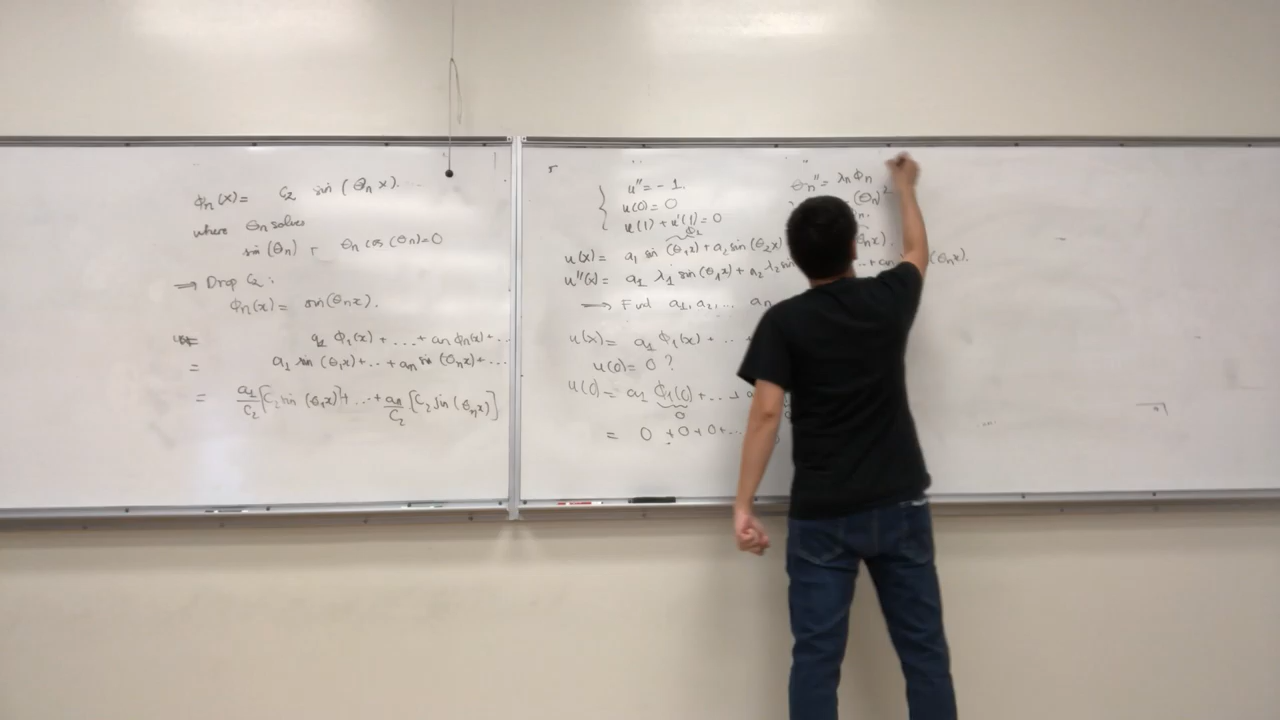 ϕn(x) = C2 sin (θn x).
where θn solves
sin (θn) + θn cos (θn) = 0
⟹ Drop C2 :
ϕn(x) = sin(θn x).
= a1 ϕ1(x) + ... + an ϕn(x) + ...
= a1 sin (θ1x) + ... + an sin (θnx) + ...
= a1/C2 [C2 sin (θ1x)] + ... + an/C2 [C2 sin (θnx)]
u'' = -1.
u(0) = 0
u(1) + u'(1) = 0
u(x) = a1 sin (θ1x) + a2 sin (θ2x)
u''(x) = a1 λ1 sin(θ1x) + a2 λ2 sin
⟹ Find a1, a2, ... an
u(x) = a1 ϕ1(x) + ...
u(0) = 0 ?
u(0) = a1 ϕ1(0) + ...
0
= 0 + 0 + 0 + ...
'' = λn ϕn
(θn)²
θnx).
...+ an (θnx).